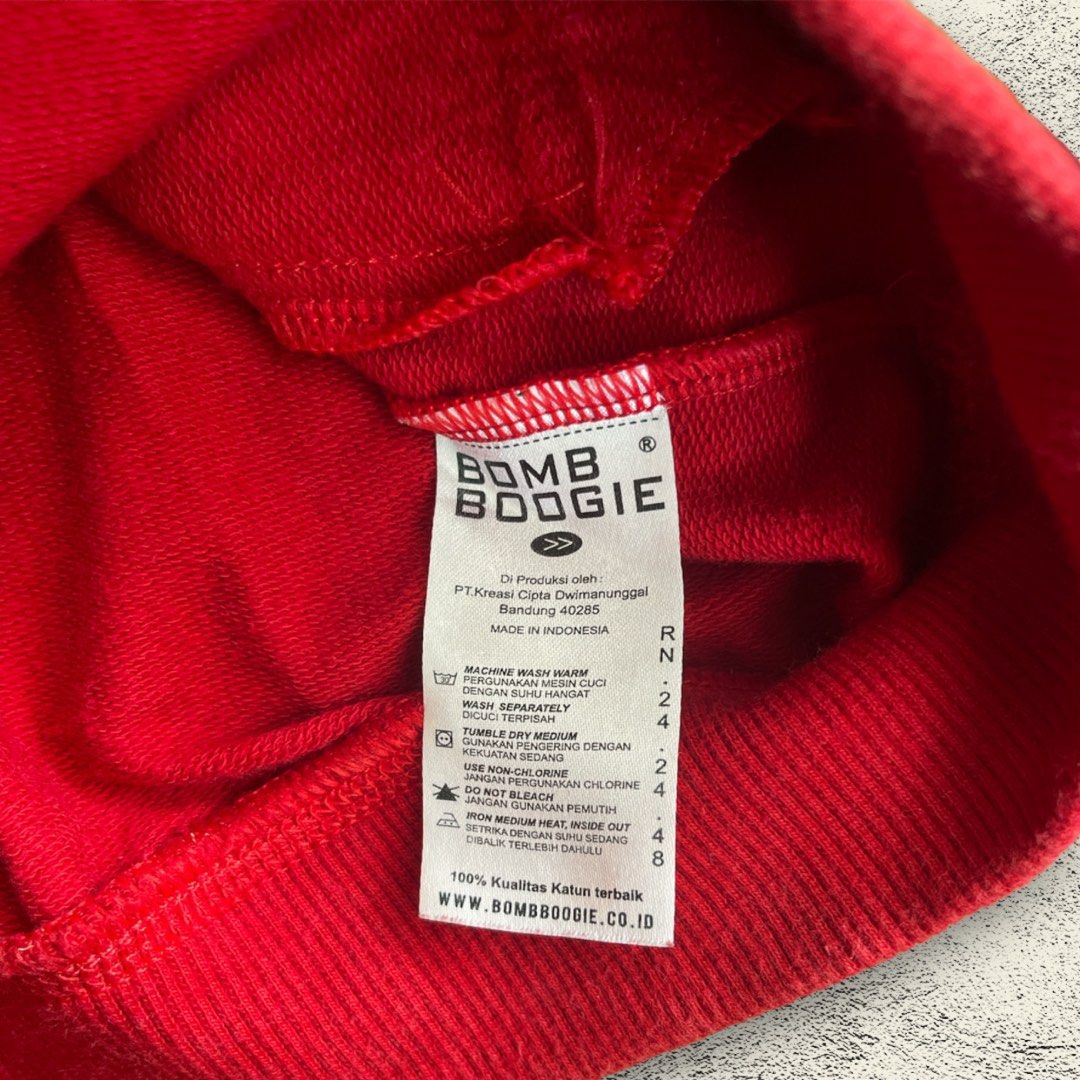 BOMB ®
BOOGIE
Di Produksi oleh :
PT.Kreasi Cipta Dwimanunggal
Bandung 40285
MADE IN INDONESIA
MACHINE WASH WARM
PERGUNAKAN MESIN CUCI
DENGAN SUHU HANGAT
WASH SEPARATELY
DICUCI TERPISAH
TUMBLE DRY MEDIUM
GUNAKAN PENGERING DENGAN
KEKUATAN SEDANG
USE NON-CHLORINE
JANGAN PERGUNAKAN CHLORINE
DO NOT BLEACH
JANGAN GUNAKAN PEMUTIH
IRON MEDIUM HEAT, INSIDE OUT
SETRIKA DENGAN SUHU SEDANG
DIBALIK TERLEBIH DAHULU
RN.24.24.48
100% Kualitas Katun terbaik
WWW.BOMBBOOGIE.CO.ID